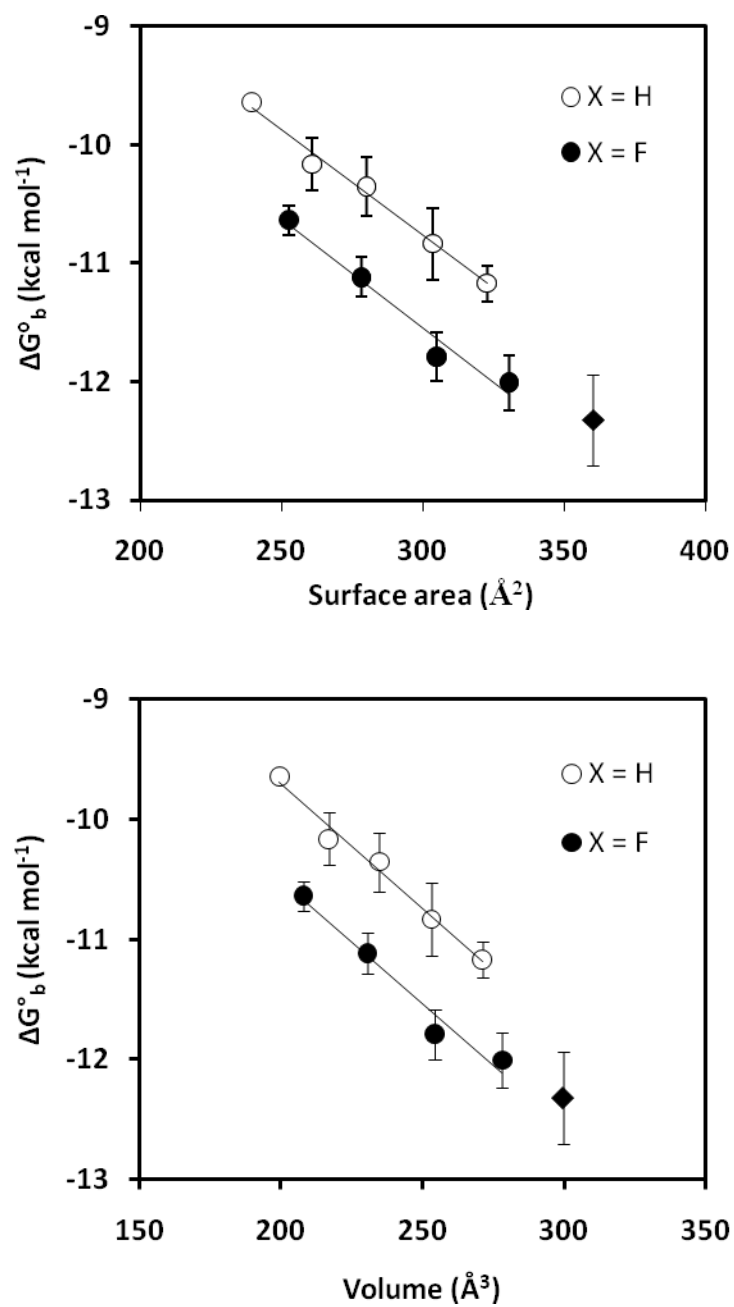 -9
-10
-11
-12
-13
ΔG°b (kcal mol-1)
X = H
X = F
200 250 300 350 400
Surface area (Å2)
-9
-10
-11
-12
-13
ΔG°b (kcal mol-1)
X = H
X = F
150 200 250 300 350
Volume (Å3)